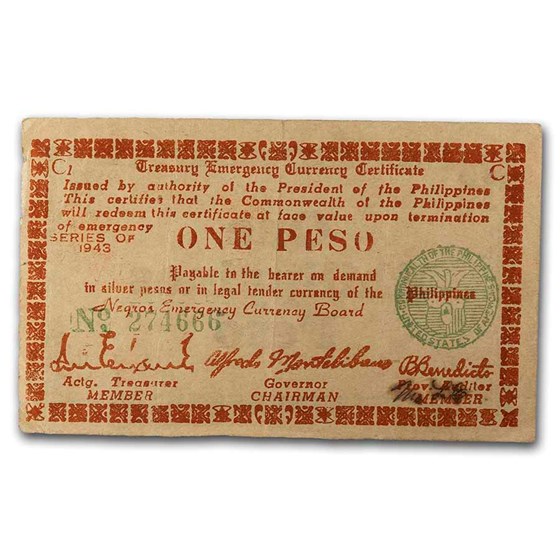 C1 Treasury Emergency Currency Certificate C
Issued by authority of the President of the Philippines
This certifies that the Commonwealth of the Philippines
will redeem this certificate at face value upon termination
of emergency
SERIES OF
1943
ONE PESO
Payable to the bearer on demand
in silver pesos or in legal tender currency of the
Negros Emergency Currency Board
Philippines
No 274666
Alfredo Montelibano BBenedicto
Actg. Treasurer Governor Prov. Auditor
MEMBER CHAIRMAN MEMBER